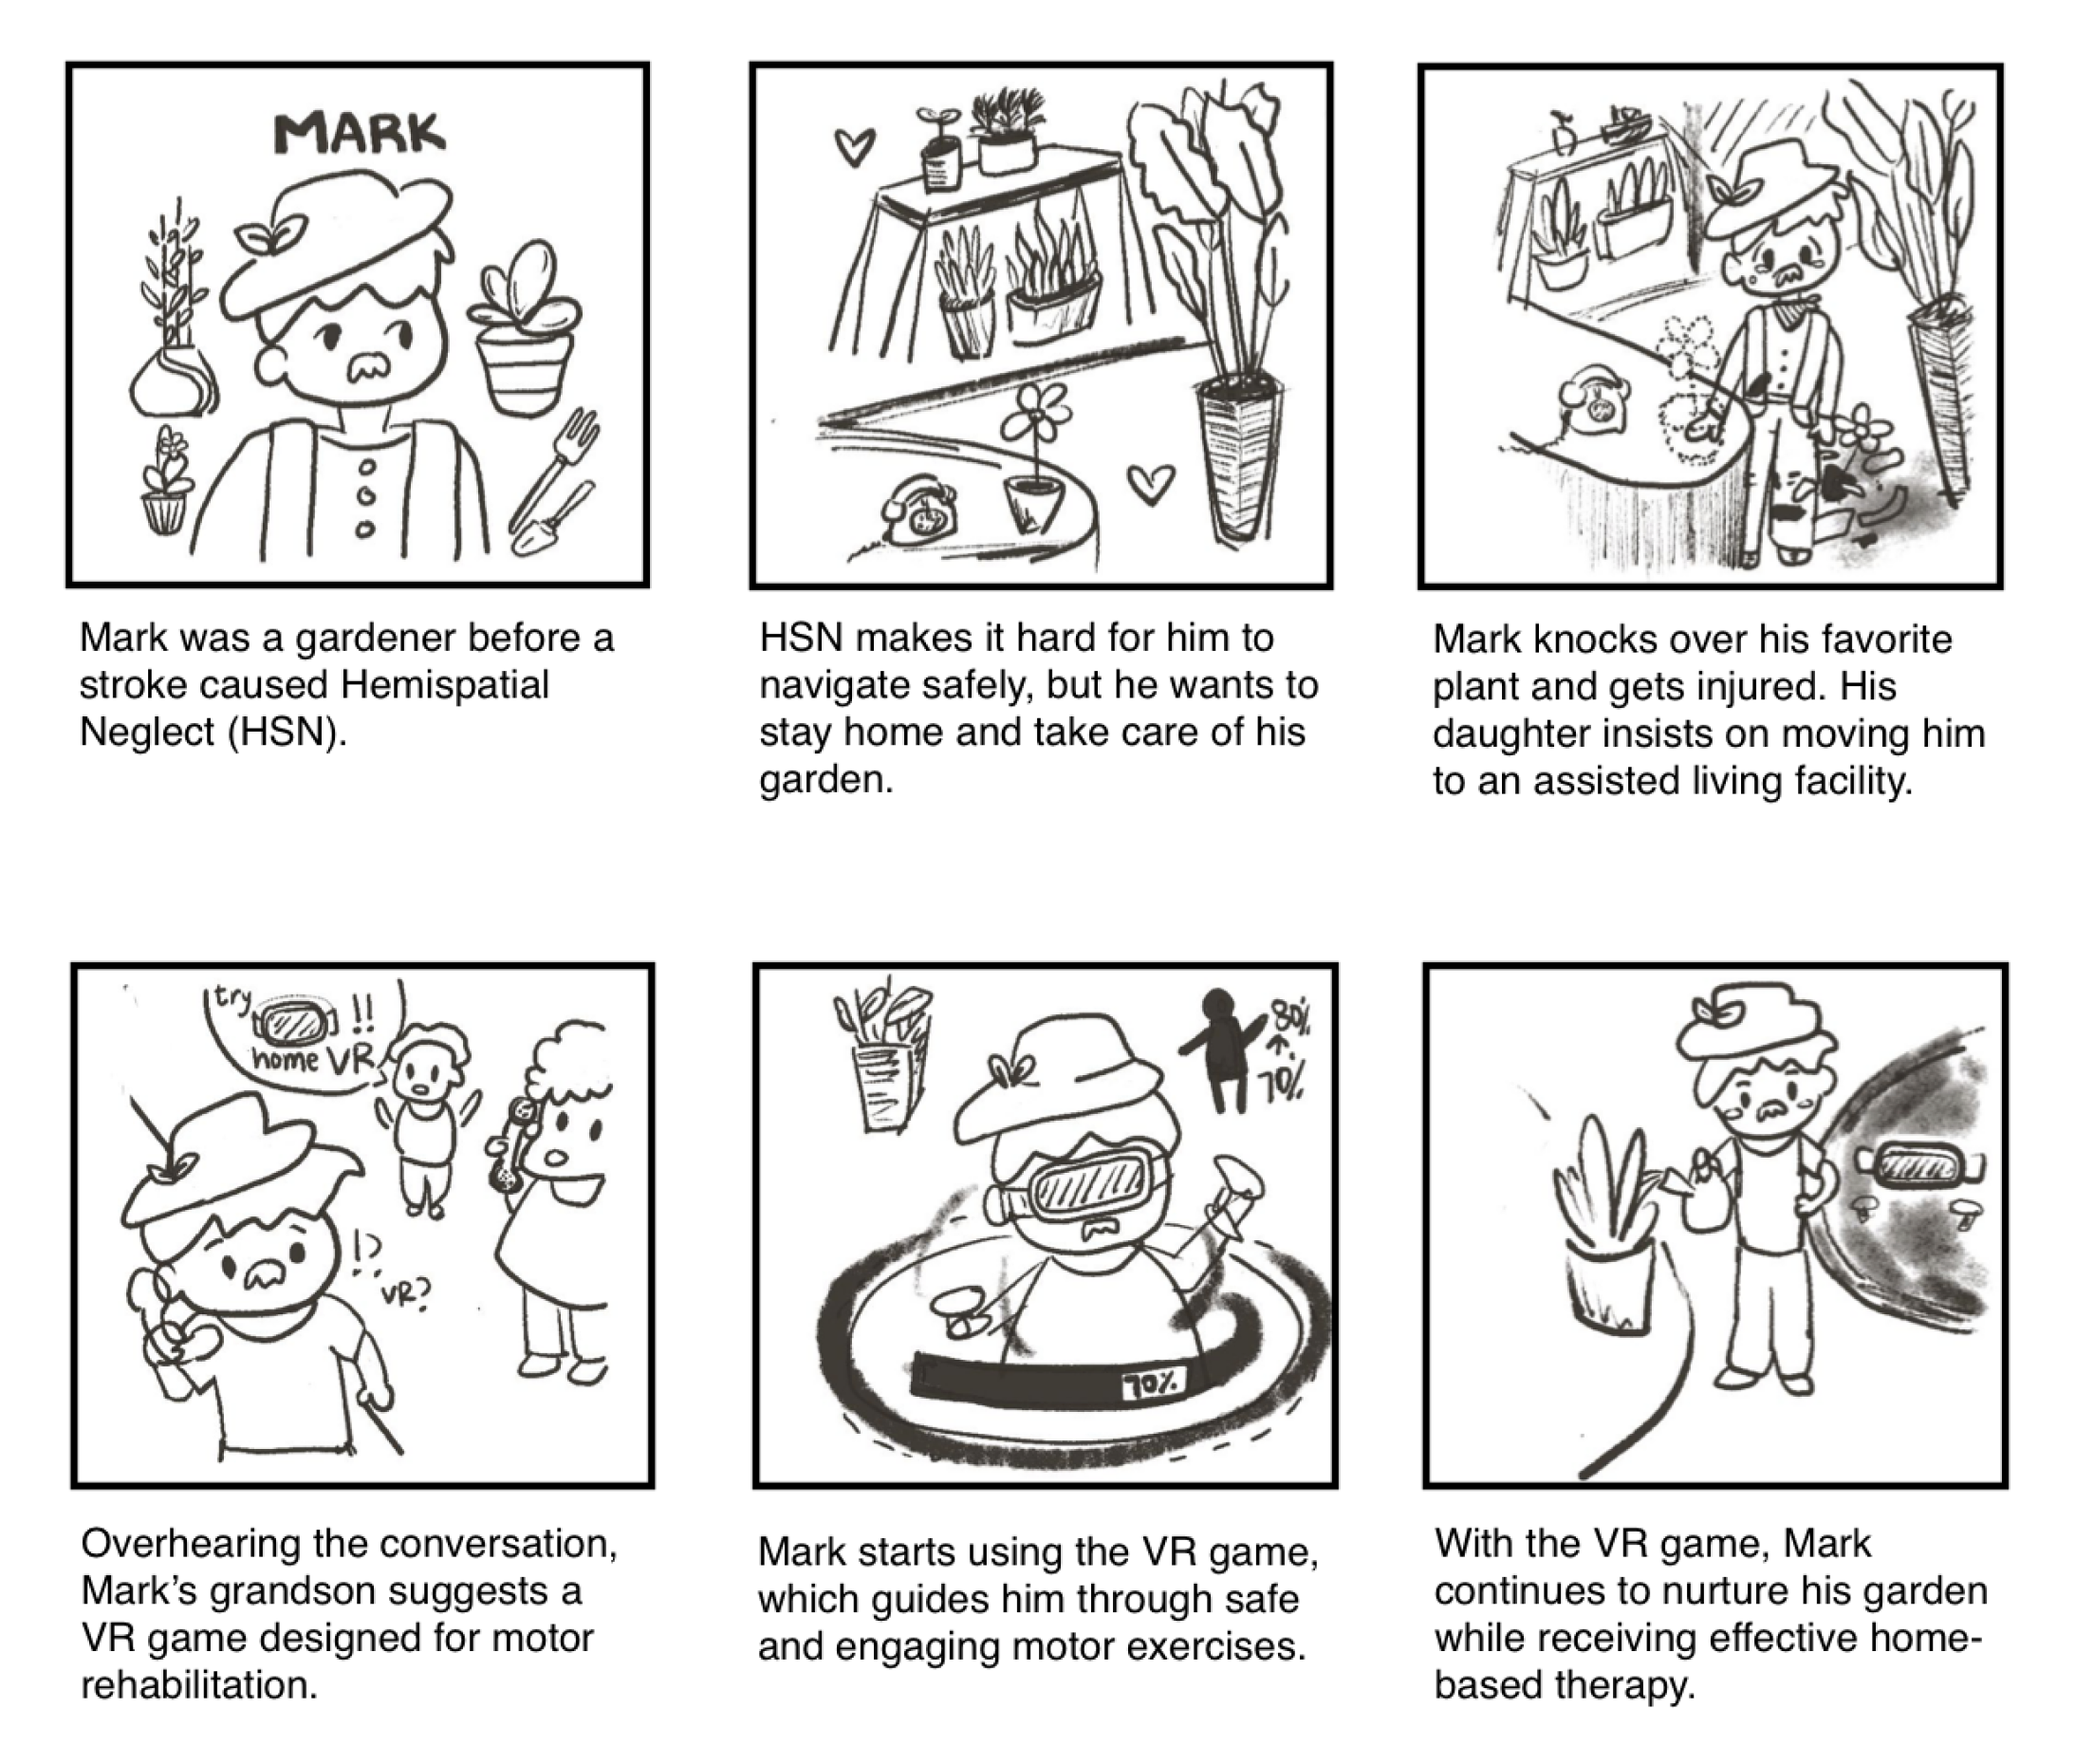 MARK
Mark was a gardener before a
stroke caused Hemispatial
Neglect (HSN).
HSN makes it hard for him to
navigate safely, but he wants to
stay home and take care of his
garden.
Mark knocks over his favorite
plant and gets injured. His
daughter insists on moving him
to an assisted living facility.
try
!!
home VR
!?
VR?
Overhearing the conversation,
Mark’s grandson suggests a
VR game designed for motor
rehabilitation.
80%
70%
70%
Mark starts using the VR game,
which guides him through safe
and engaging motor exercises.
With the VR game, Mark
continues to nurture his garden
while receiving effective home-
based therapy.